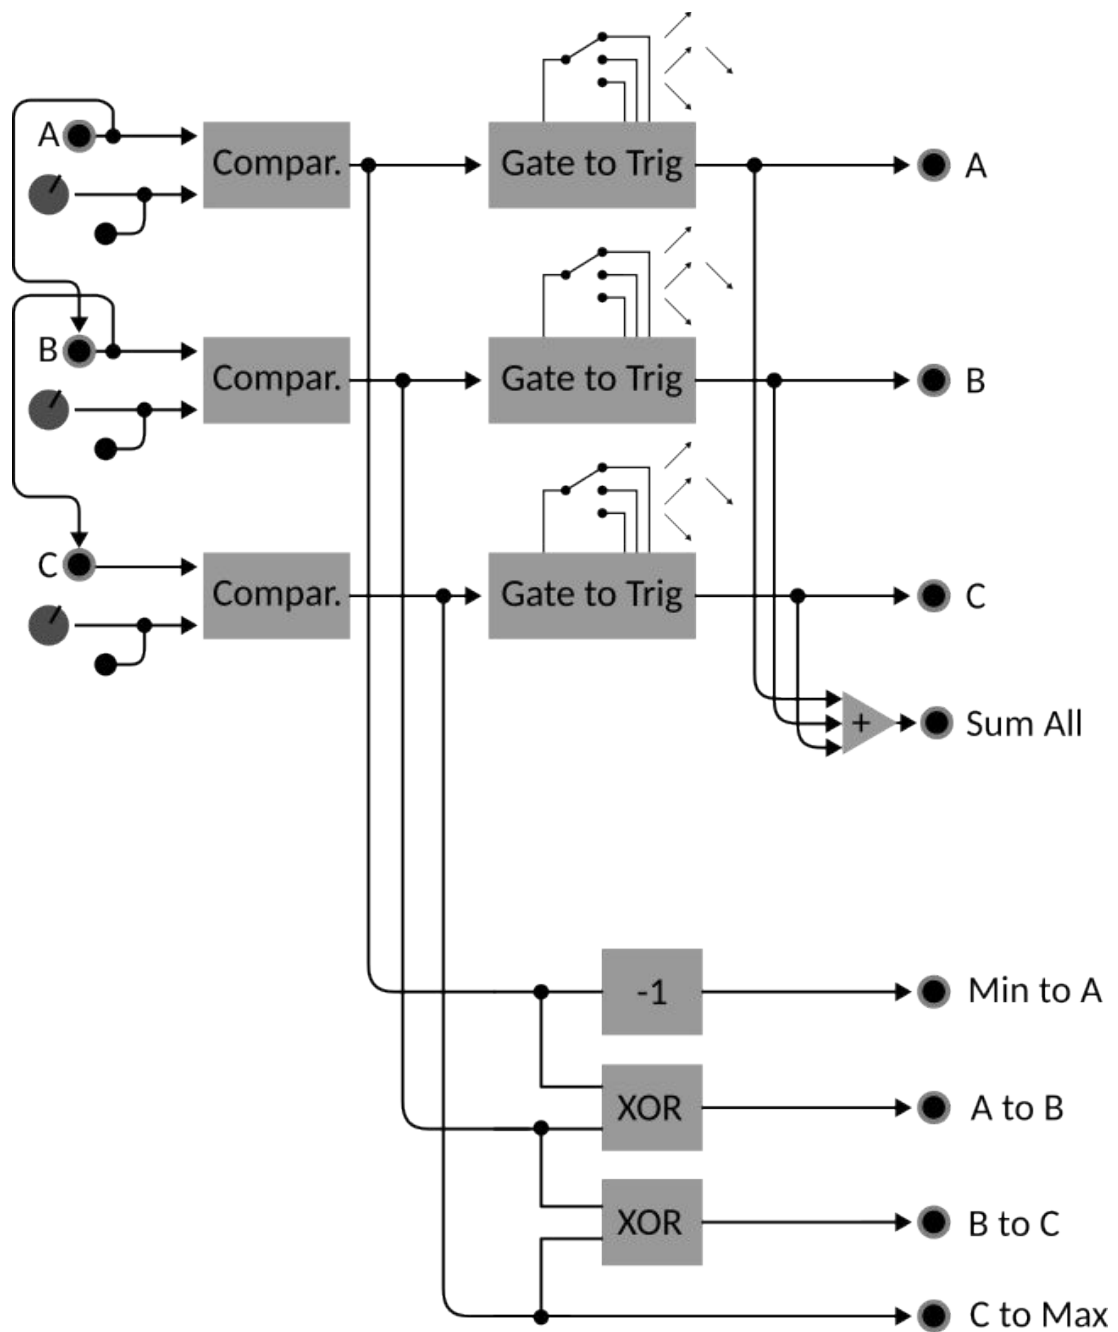 A
Compar.
Gate to Trig
A
B
Compar.
Gate to Trig
B
C
Compar.
Gate to Trig
C
+
Sum All
-1
Min to A
XOR
A to B
XOR
B to C
C to Max